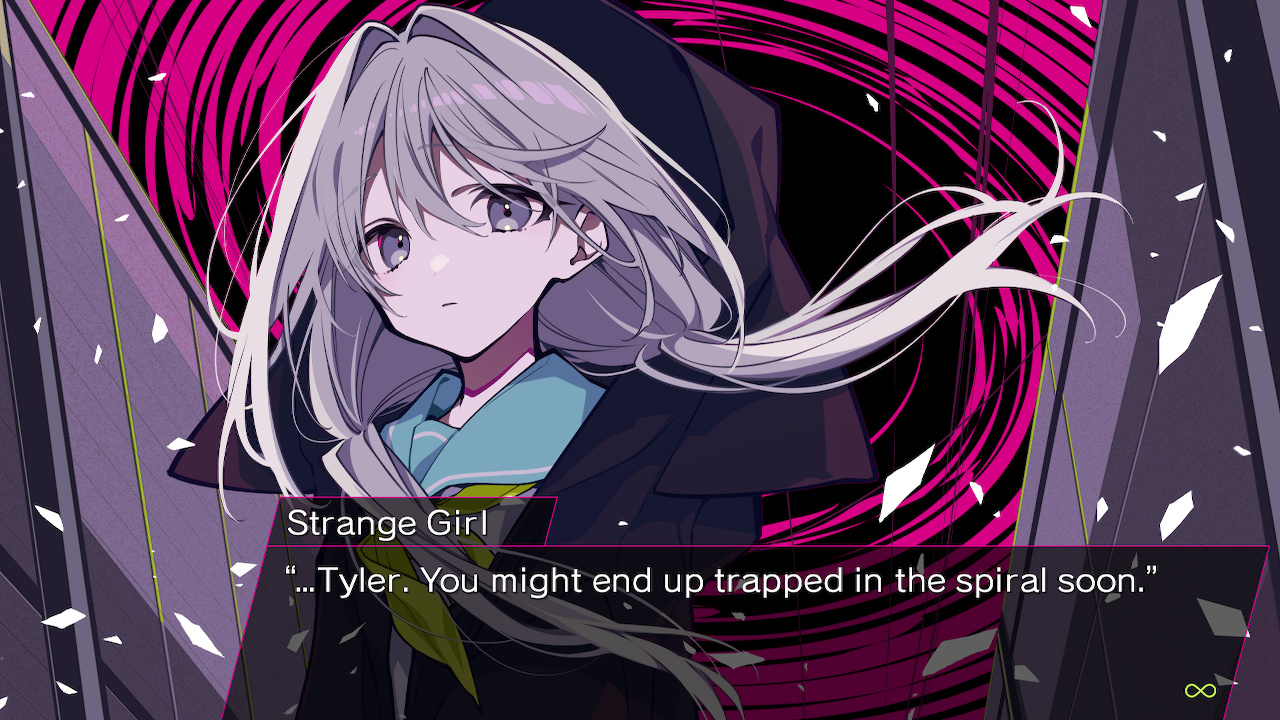 Strange Girl
“…Tyler. You might end up trapped in the spiral soon.”